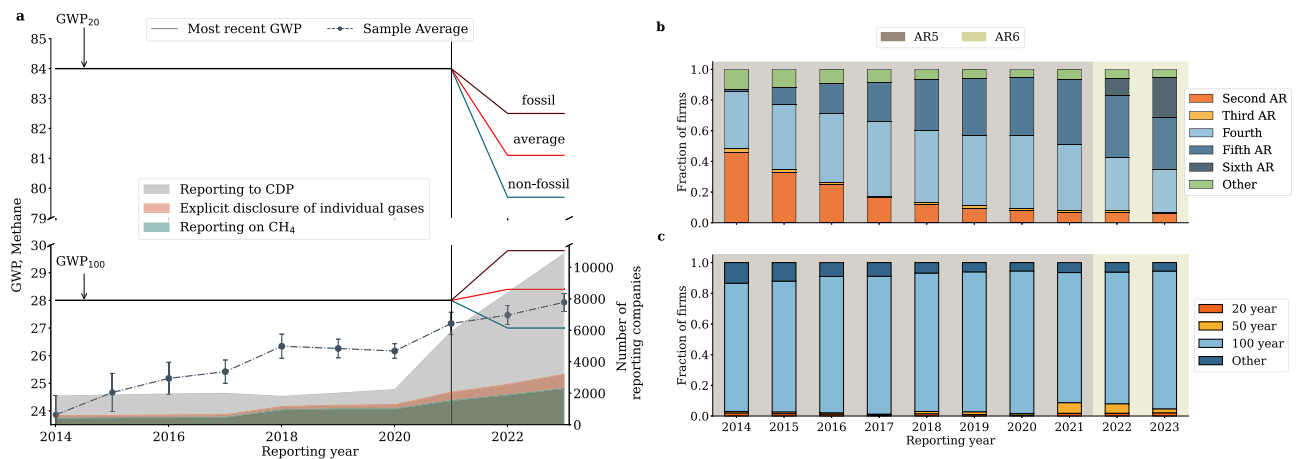 a
GWP20
Most recent GWP
Sample Average
85
84
83
82
81
80
79
fossil
average
non-fossil
Reporting to CDP
Explicit disclosure of individual gases
Reporting on CH4
GWP, Methane
30
29
28
27
26
25
24
GWP100
10000
8000
6000
4000
2000
0
Number of
reporting companies
2014
2016
2018
2020
2022
Reporting year
b
AR5
AR6
1.0
0.8
0.6
0.4
0.2
0.0
Fraction of firms
Second AR
Third AR
Fourth
Fifth AR
Sixth AR
Other
c
1.0
0.8
0.6
0.4
0.2
0.0
Fraction of firms
20 year
50 year
100 year
Other
2014
2015
2016
2017
2018
2019
2020
2021
2022
2023
Reporting year